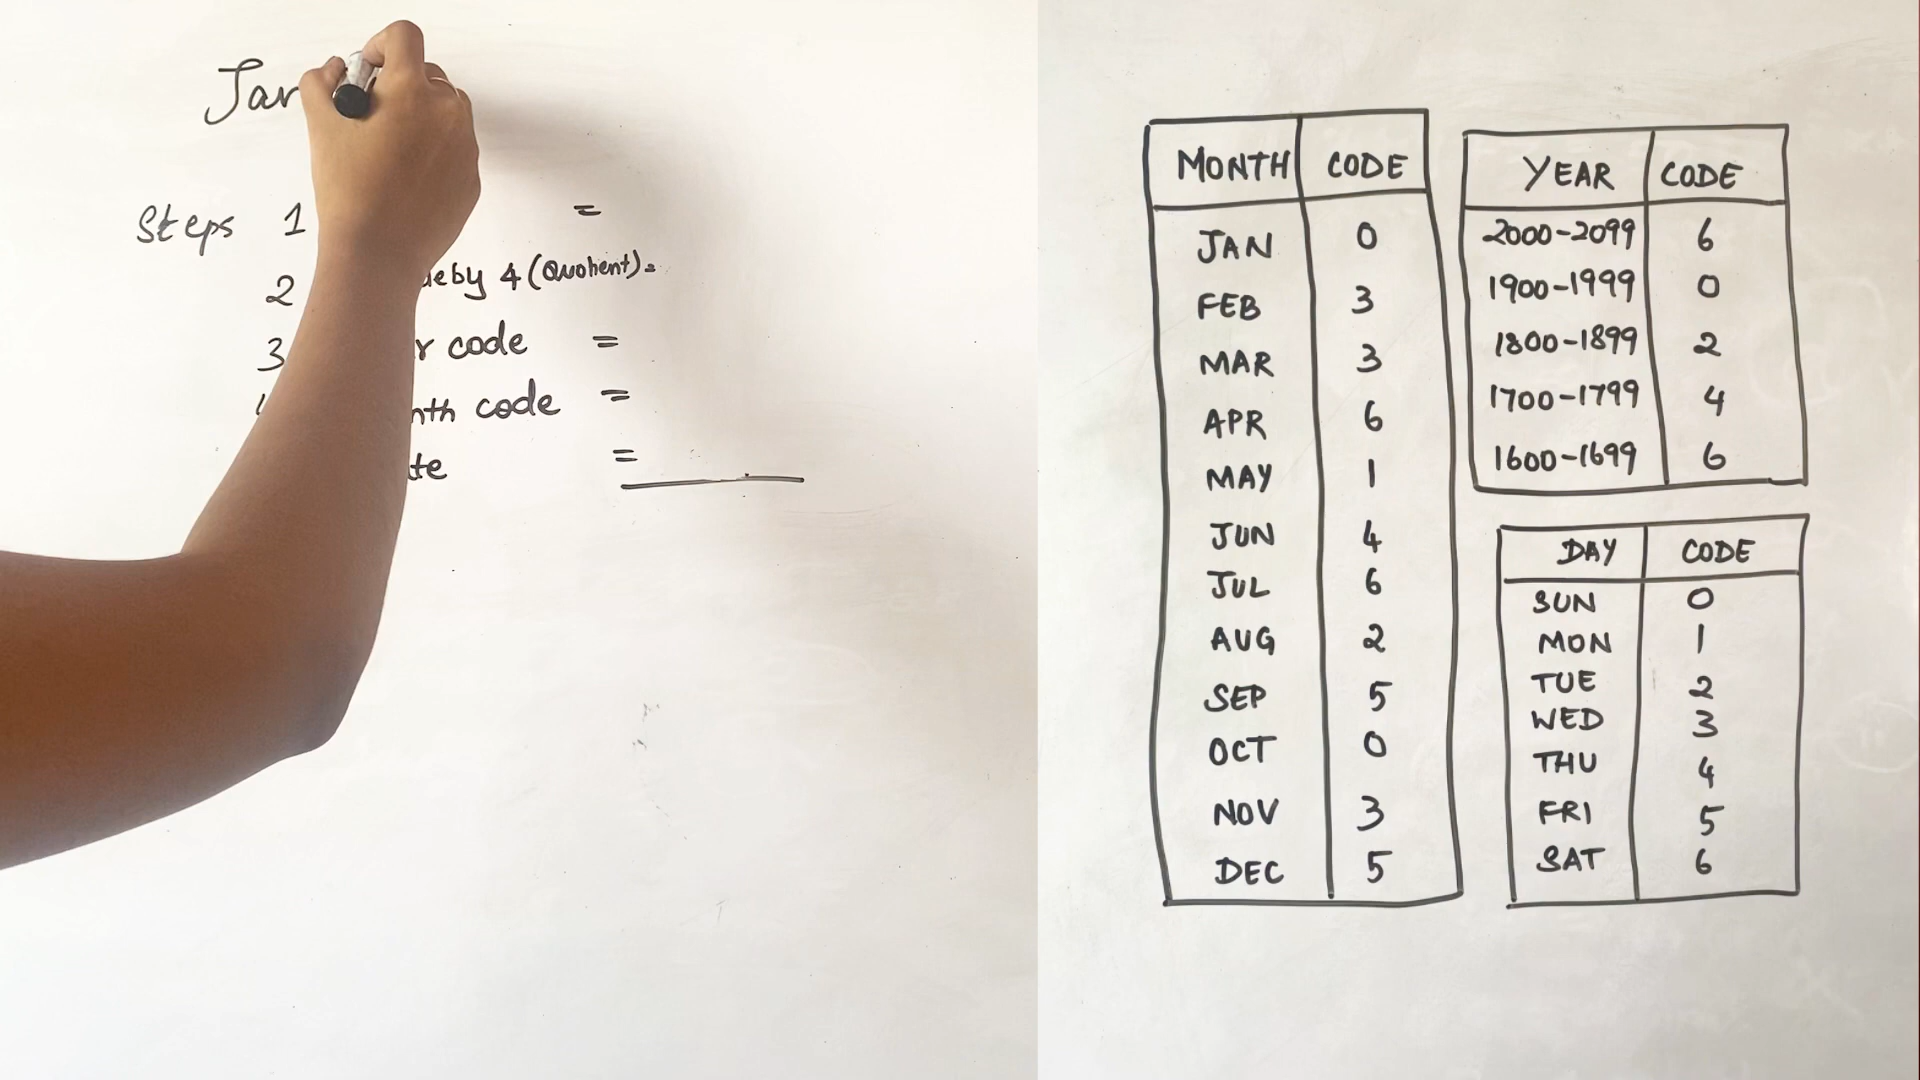 Jan
Steps 1 =
2 deby 4 (Quotient)=
3 r code =
nth code =
te =
MONTH CODE
JAN 0
FEB 3
MAR 3
APR 6
MAY 1
JUN 4
JUL 6
AUG 2
SEP 5
OCT 0
NOV 3
DEC 5
YEAR CODE
2000-2099 6
1900-1999 0
1800-1899 2
1700-1799 4
1600-1699 6
DAY CODE
SUN 0
MON 1
TUE 2
WED 3
THU 4
FRI 5
SAT 6